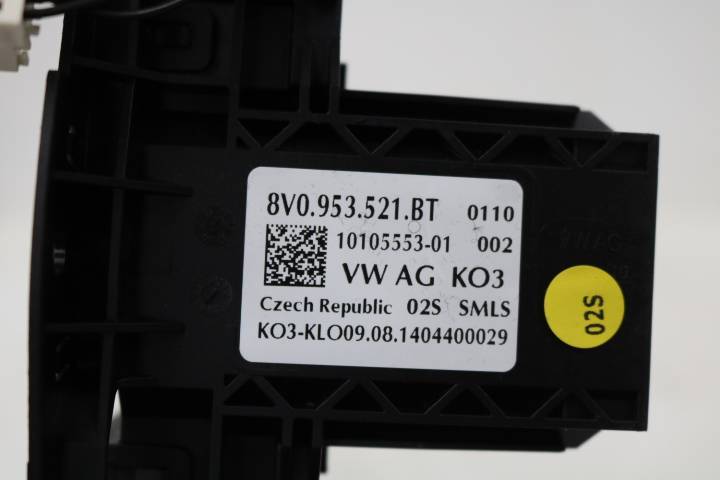 8V0.953.521.BT 0110
10105553-01 002
VW AG KO3
Czech Republic 02S SMLS
KO3-KLO09.08.1404400029
02S